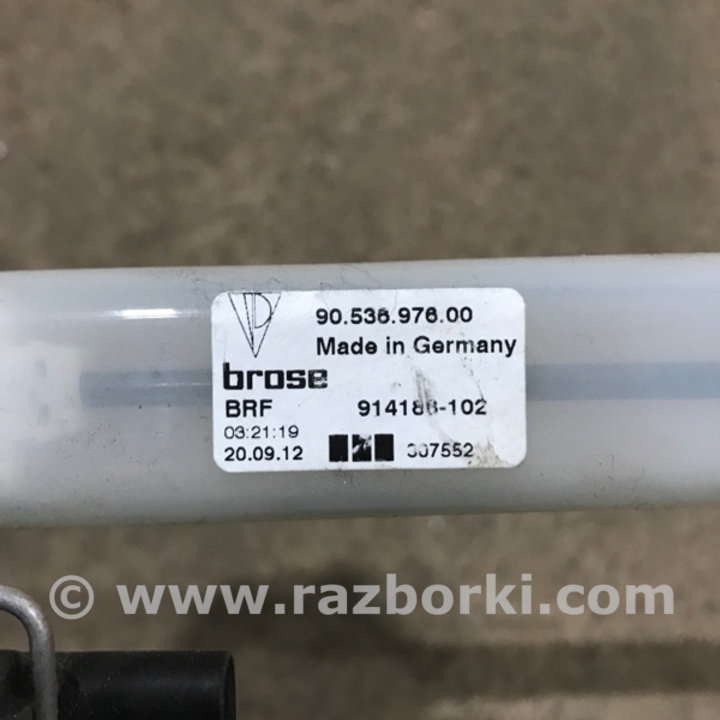 90.536.976.00
Made in Germany
brose
BRF 914186-102
03:21:19
20.09.12 307552
© www.razborki.com